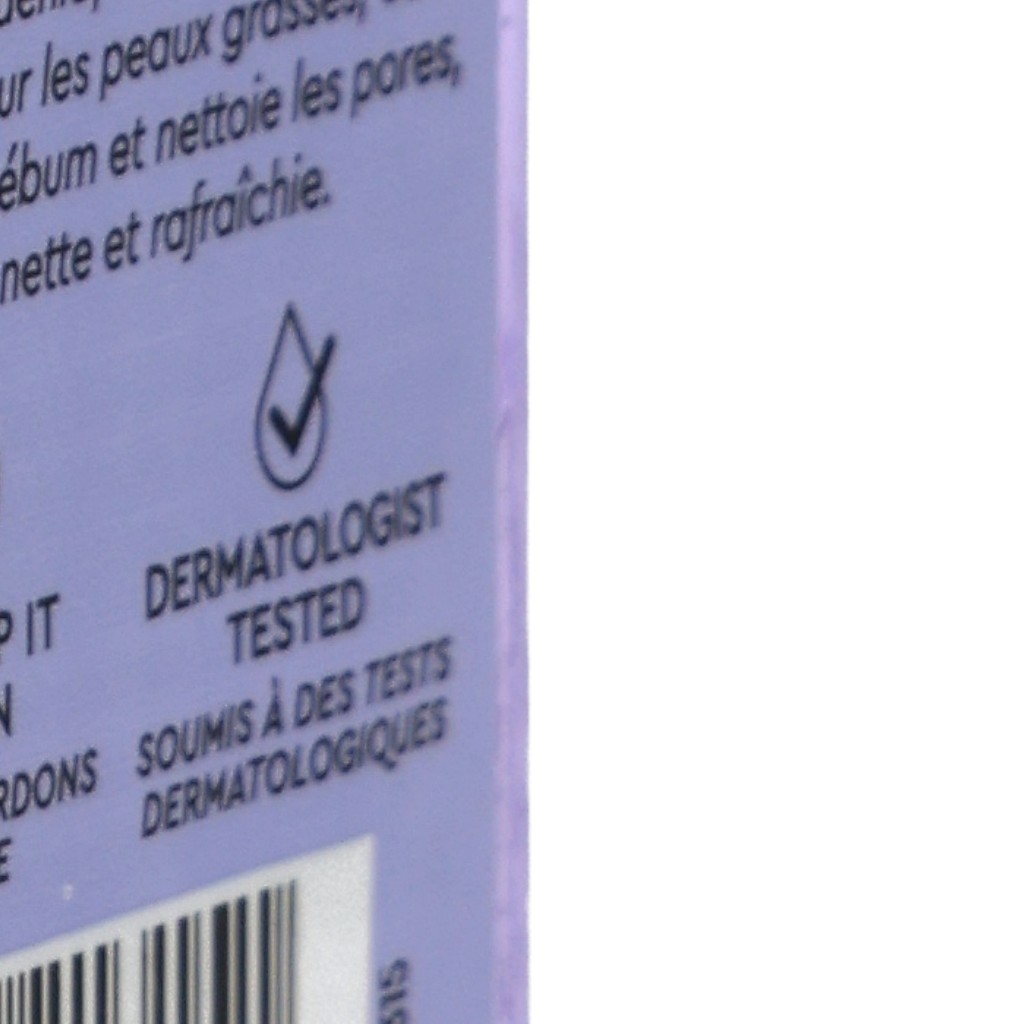 ur les peaux grasses,
ébum et nettoie les pores,
nette et rafraîchie.
DERMATOLOGIST
TESTED
P IT
N
SOUMIS À DES TESTS
DERMATOLOGIQUES
RDONS
E